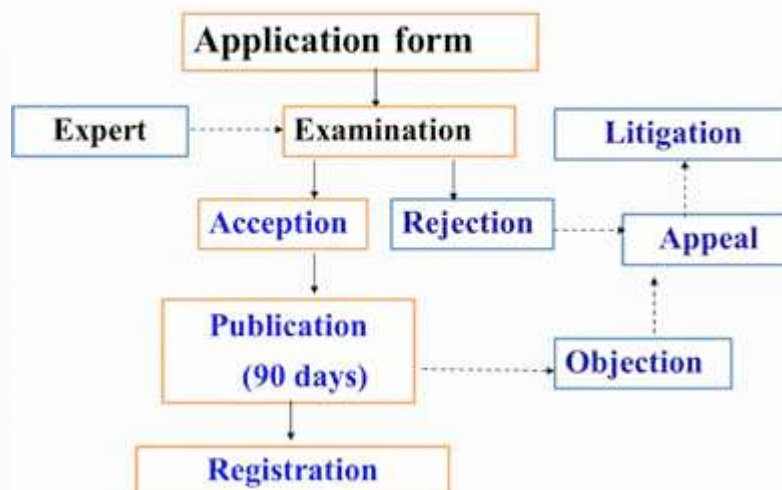 Application form
Expert
Examination
Litigation
Acception
Rejection
Appeal
Publication
(90 days)
Objection
Registration